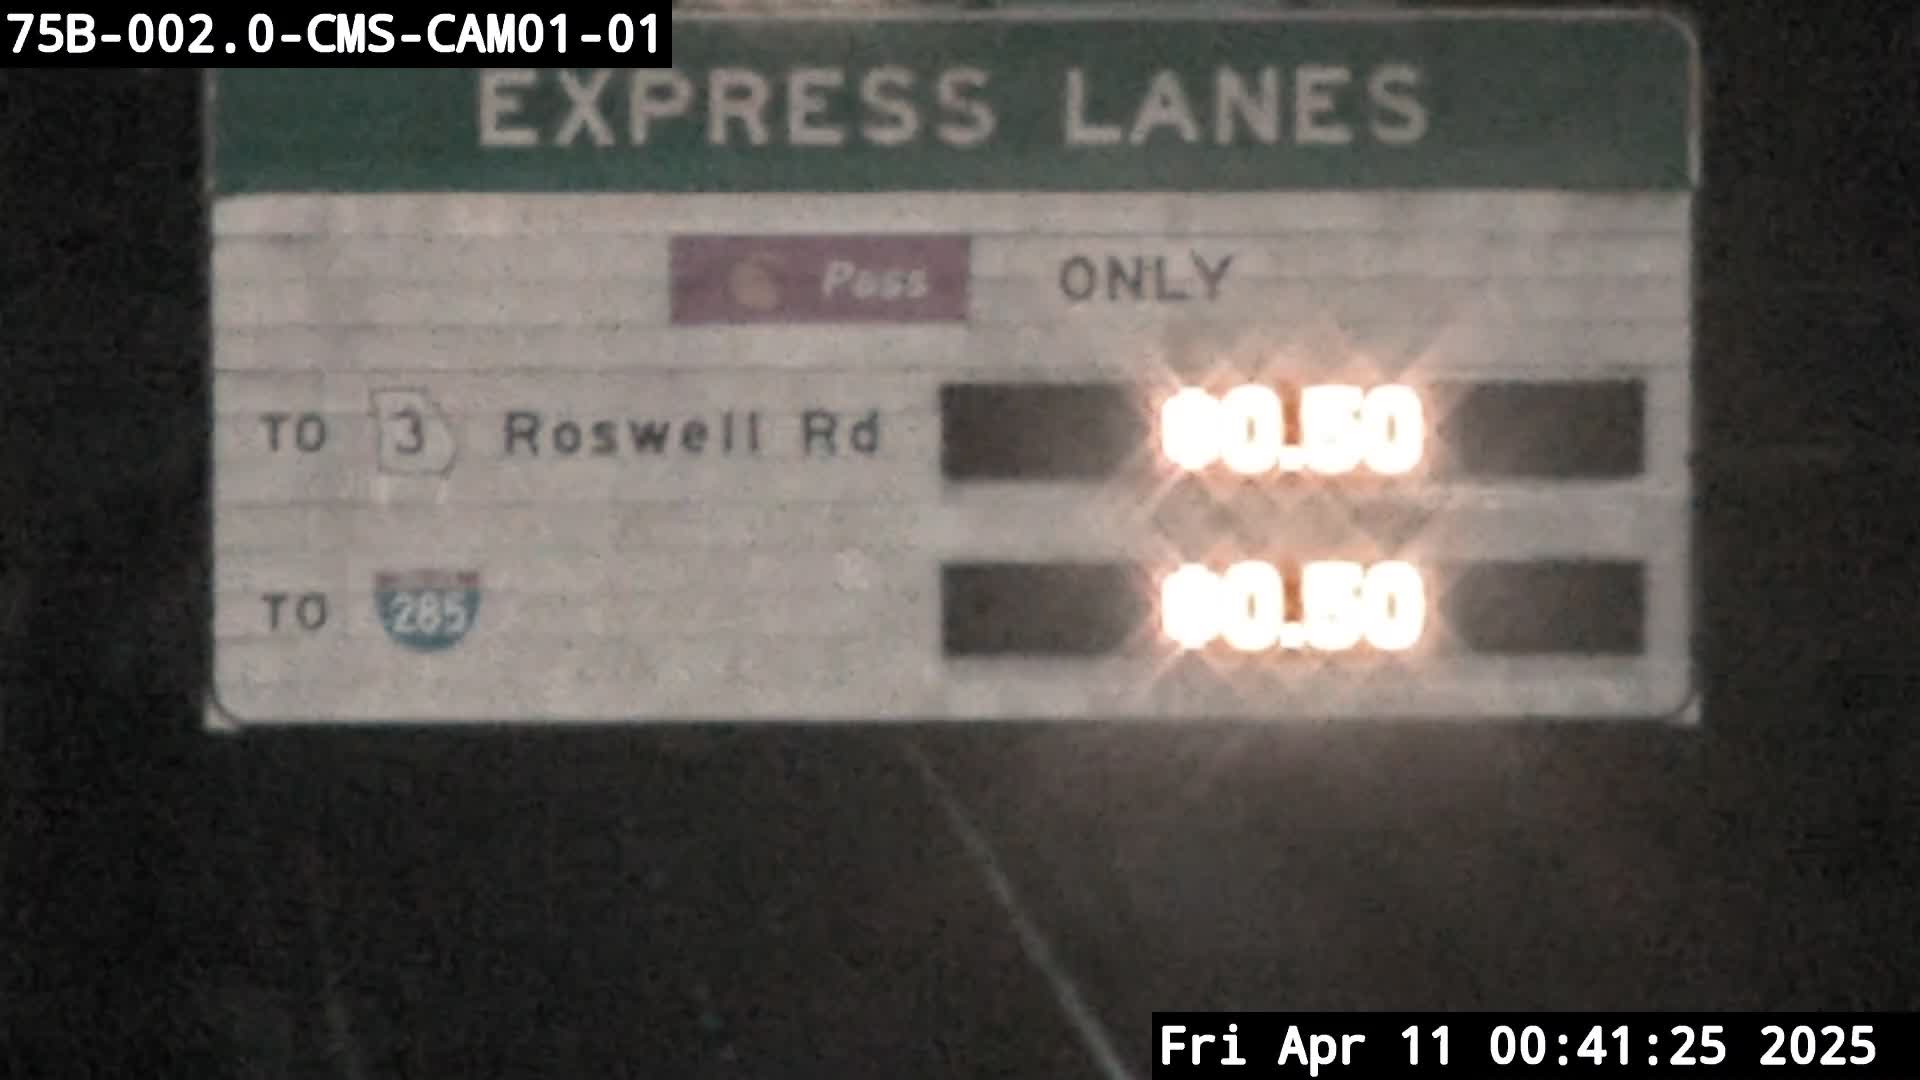 75B-002.0-CMS-CAM01-01
EXPRESS LANES
Pass ONLY
TO 3 Roswell Rd $0.50
TO 285 $0.50
Fri Apr 11 00:41:25 2025